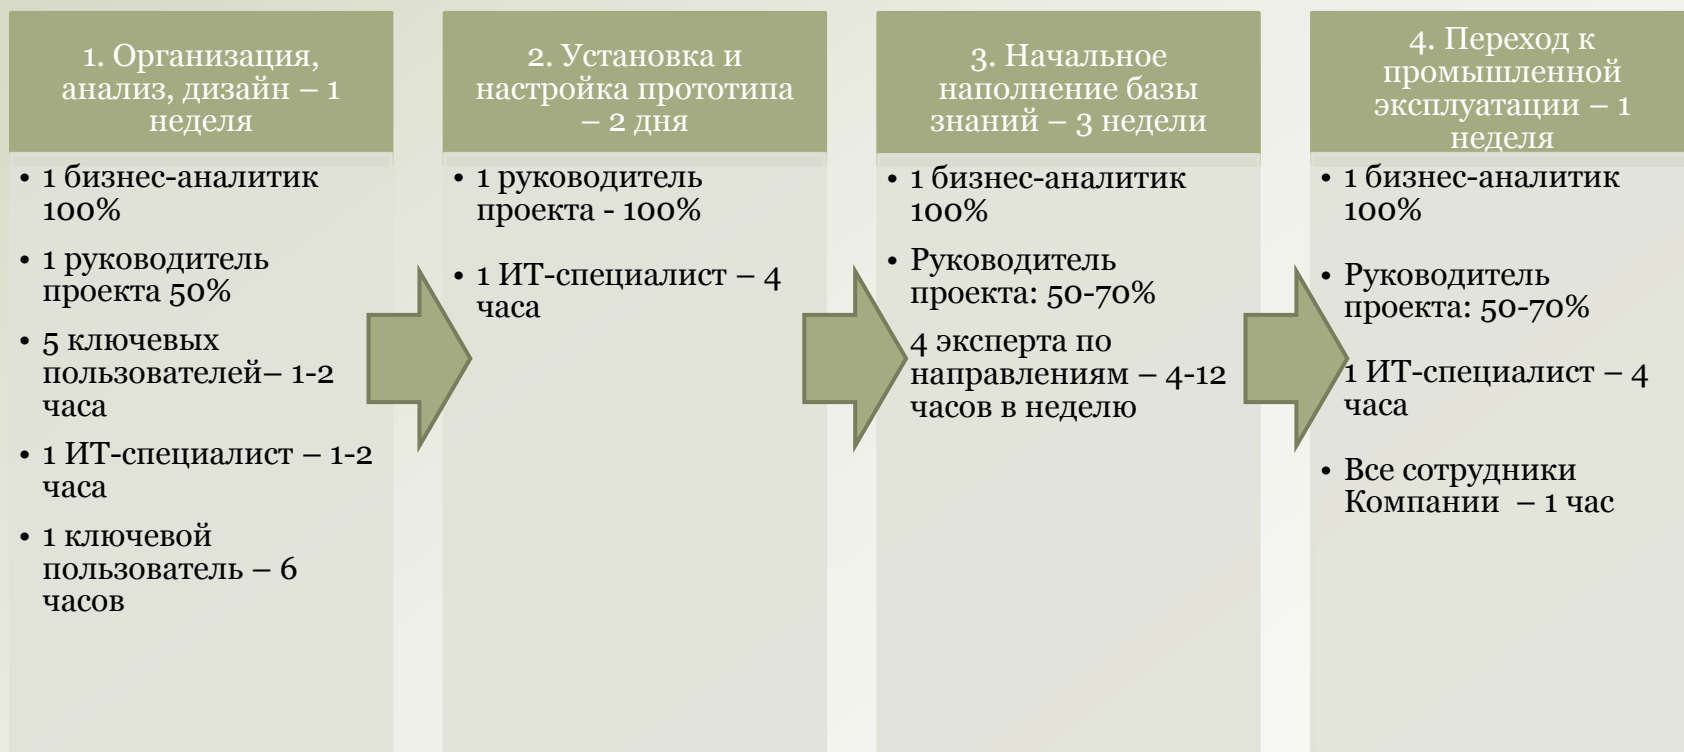 1. Организация,
анализ, дизайн – 1
неделя
• 1 бизнес-аналитик
100%
• 1 руководитель
проекта 50%
• 5 ключевых
пользователей– 1-2
часа
• 1 ИТ-специалист – 1-2
часа
• 1 ключевой
пользователь – 6
часов
2. Установка и
настройка прототипа
– 2 дня
• 1 руководитель
проекта - 100%
• 1 ИТ-специалист – 4
часа
3. Начальное
наполнение базы
знаний – 3 недели
• 1 бизнес-аналитик
100%
• Руководитель
проекта: 50-70%
4 эксперта по
направлениям – 4-12
часов в неделю
4. Переход к
промышленной
эксплуатации – 1
неделя
• 1 бизнес-аналитик
100%
• Руководитель
проекта: 50-70%
1 ИТ-специалист – 4
часа
• Все сотрудники
Компании – 1 час